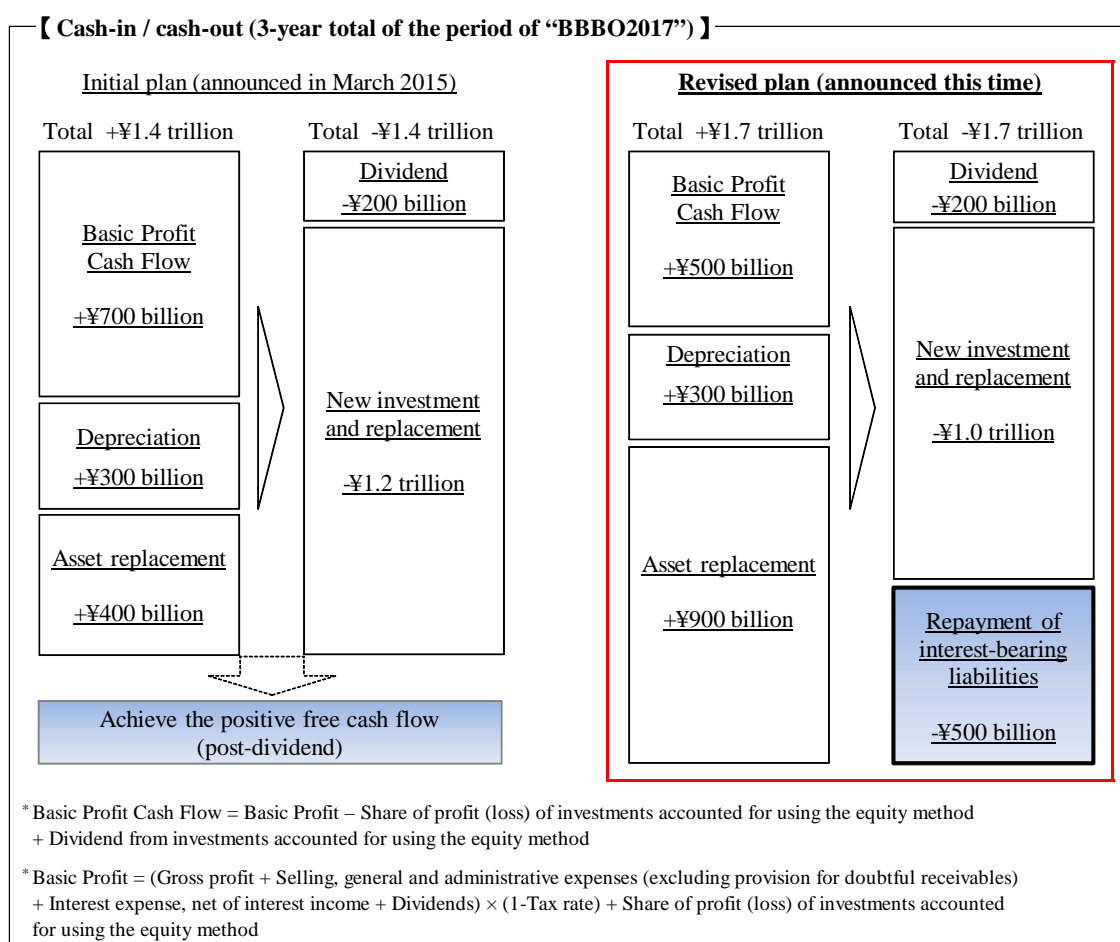 【 Cash-in / cash-out (3-year total of the period of “BBBO2017”) 】
Initial plan (announced in March 2015)
Total +¥1.4 trillion
Total -¥1.4 trillion
Basic Profit
Cash Flow
+¥700 billion
Depreciation
+¥300 billion
Asset replacement
+¥400 billion
Dividend
-¥200 billion
New investment
and replacement
-¥1.2 trillion
Achieve the positive free cash flow
(post-dividend)
Revised plan (announced this time)
Total +¥1.7 trillion
Total -¥1.7 trillion
Basic Profit
Cash Flow
+¥500 billion
Depreciation
+¥300 billion
Asset replacement
+¥900 billion
Dividend
-¥200 billion
New investment
and replacement
-¥1.0 trillion
Repayment of
interest-bearing
liabilities
-¥500 billion
* Basic Profit Cash Flow = Basic Profit – Share of profit (loss) of investments accounted for using the equity method
+ Dividend from investments accounted for using the equity method
* Basic Profit = (Gross profit + Selling, general and administrative expenses (excluding provision for doubtful receivables)
+ Interest expense, net of interest income + Dividends) × (1-Tax rate) + Share of profit (loss) of investments accounted
for using the equity method